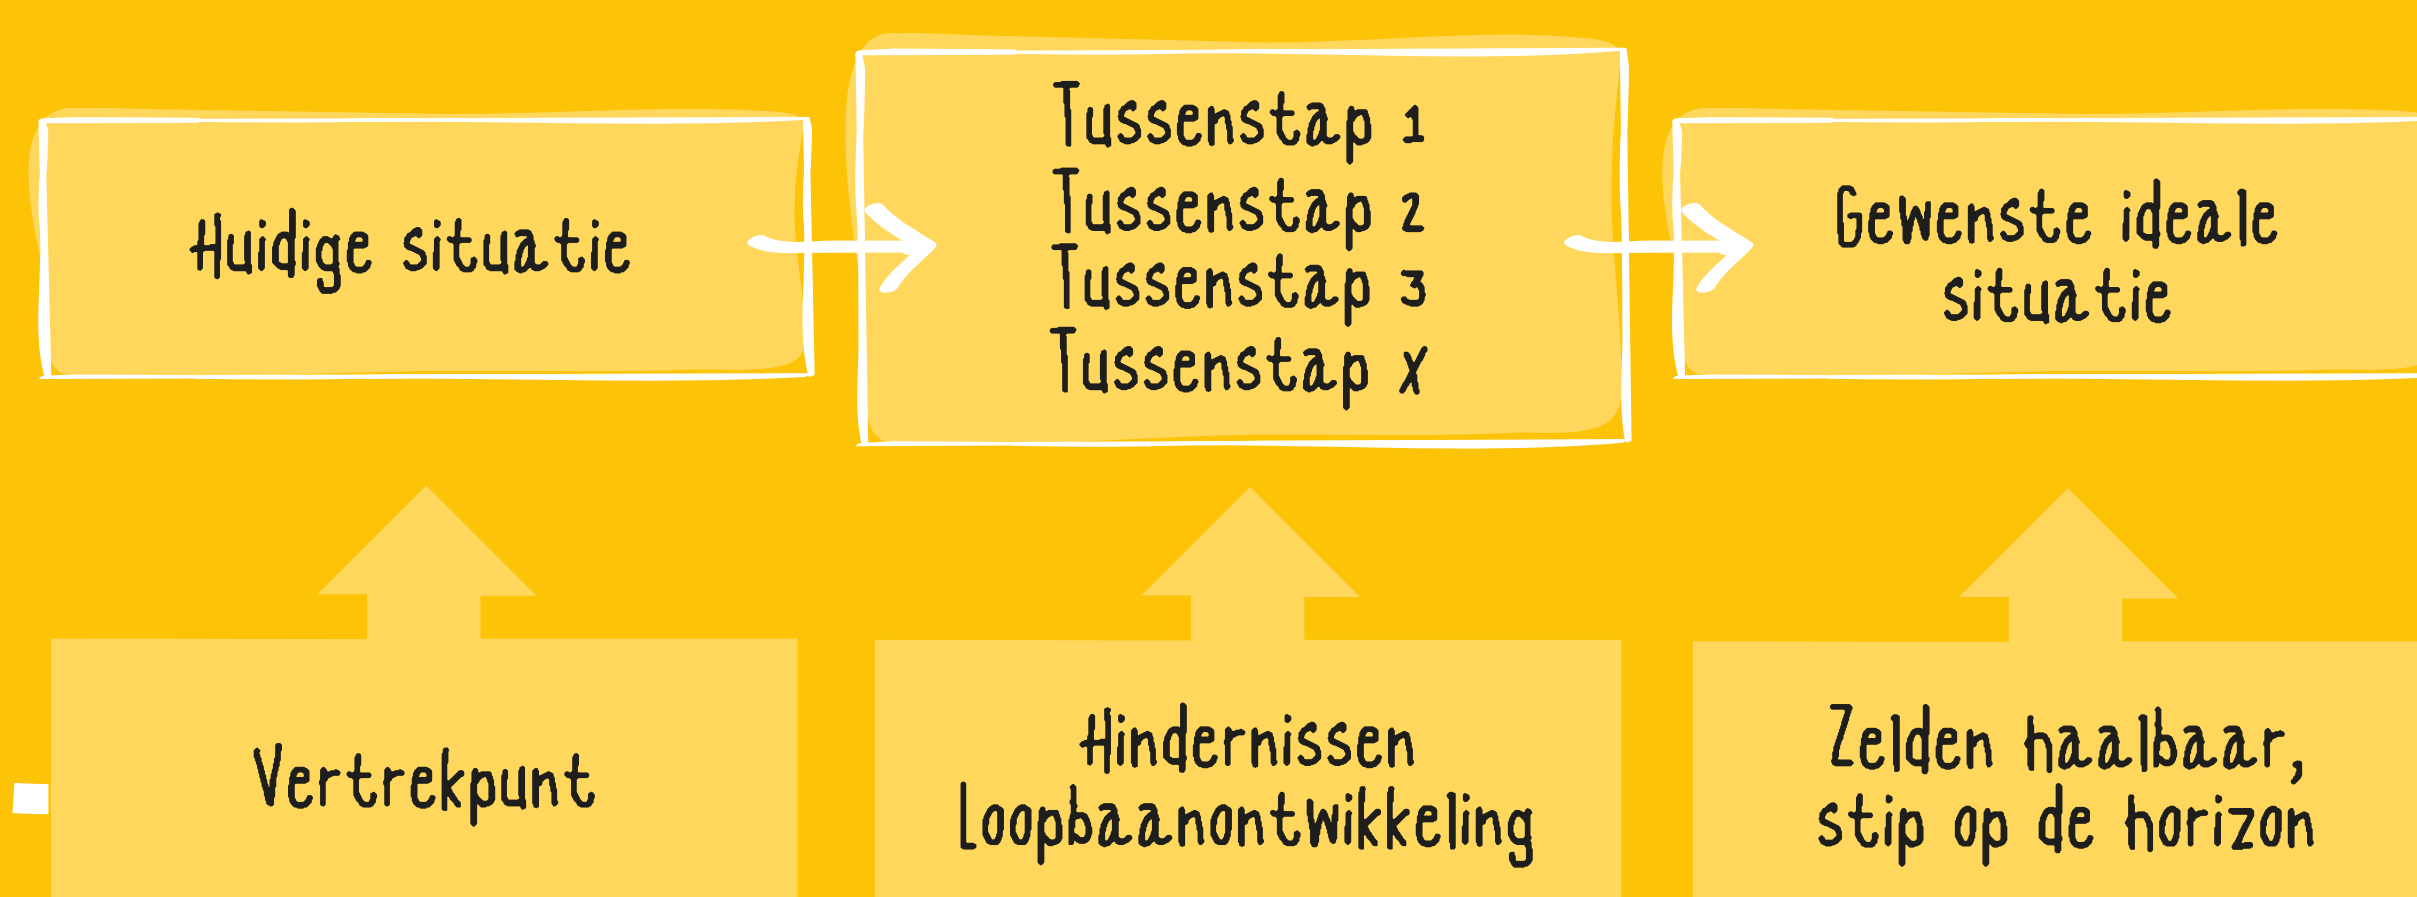 Huidige situatie
Tussenstap 1
Tussenstap 2
Tussenstap 3
Tussenstap X
Gewenste ideale
situatie
Vertrekpunt
Hindernissen
Loopbaanontwikkeling
Zelden haalbaar,
stip op de horizon